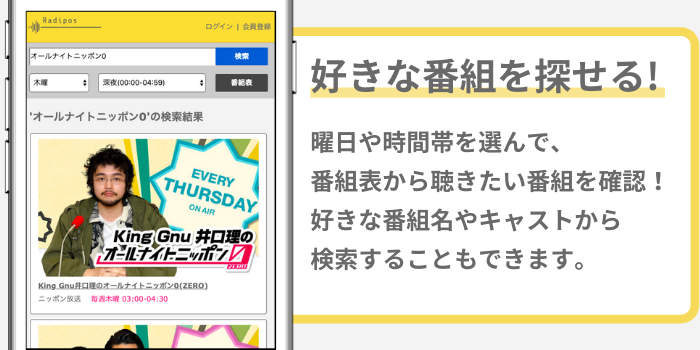 Radipos
ログイン | 会員登録
オールナイトニッポン0
検索
木曜
深夜(00:00-04:59)
番組表
'オールナイトニッポン0'の検索結果
EVERY
THURSDAY
ON AIR
King Gnu 井口理の
オールナイトニッポン0
ZERO
King Gnu井口理のオールナイトニッポン0(ZERO)
ニッポン放送 毎週木曜 03:00-04:30
好きな番組を探せる!
曜日や時間帯を選んで、
番組表から聴きたい番組を確認！
好きな番組名やキャストから
検索することもできます。